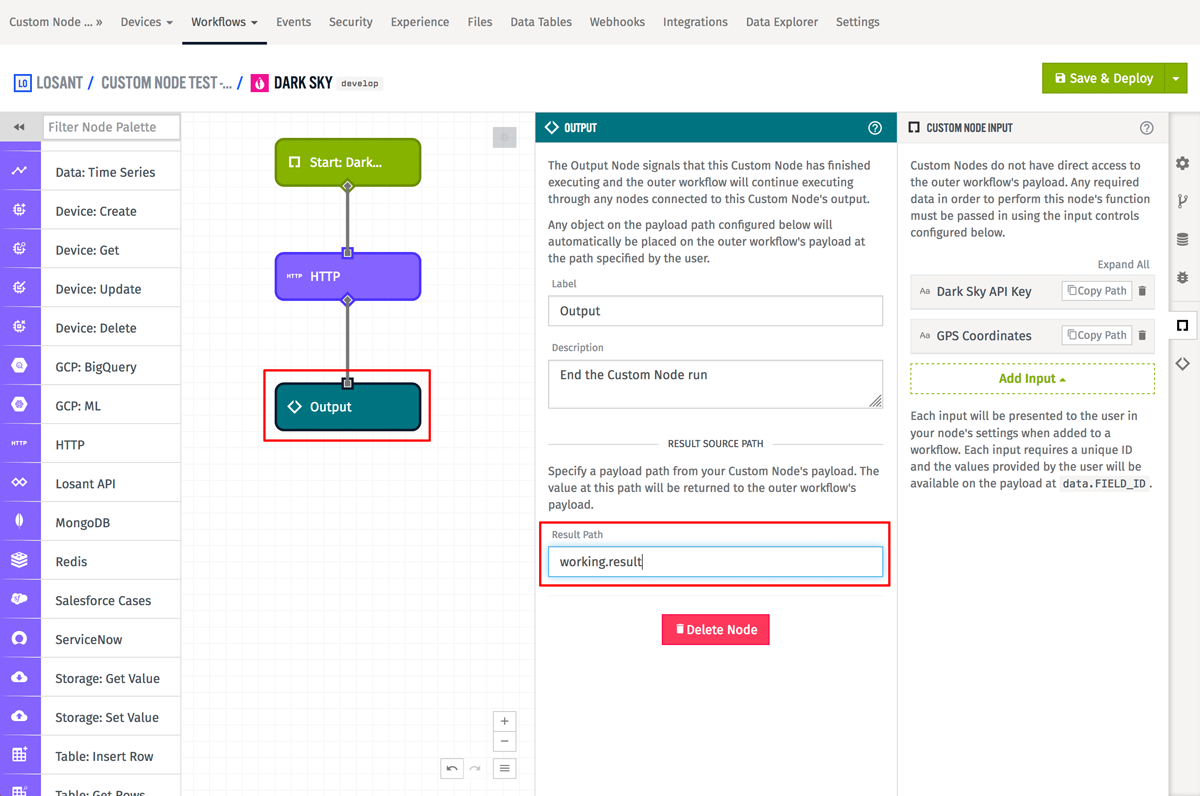 Custom Node ... »
Devices
Workflows
Events
Security
Experience
Files
Data Tables
Webhooks
Integrations
Data Explorer
Settings
LO LOSANT / CUSTOM NODE TEST -... / DARK SKY develop
Save & Deploy
Filter Node Palette
Data: Time Series
Device: Create
Device: Get
Device: Update
Device: Delete
GCP: BigQuery
GCP: ML
HTTP HTTP
Losant API
MongoDB
Redis
Salesforce Cases
ServiceNow
Storage: Get Value
Storage: Set Value
Table: Insert Row
Table: Get Rows
Start: Dark...
HTTP HTTP
Output
OUTPUT
The Output Node signals that this Custom Node has finished
executing and the outer workflow will continue executing
through any nodes connected to this Custom Node's output.
Any object on the payload path configured below will
automatically be placed on the outer workflow's payload at
the path specified by the user.
Label
Output
Description
End the Custom Node run
RESULT SOURCE PATH
Specify a payload path from your Custom Node's payload. The
value at this path will be returned to the outer workflow's
payload.
Result Path
working.result
Delete Node
CUSTOM NODE INPUT
Custom Nodes do not have direct access to
the outer workflow's payload. Any required
data in order to perform this node's function
must be passed in using the input controls
configured below.
Expand All
Aa Dark Sky API Key Copy Path
Aa GPS Coordinates Copy Path
Add Input
Each input will be presented to the user in
your node's settings when added to a
workflow. Each input requires a unique ID
and the values provided by the user will be
available on the payload at data.FIELD_ID .